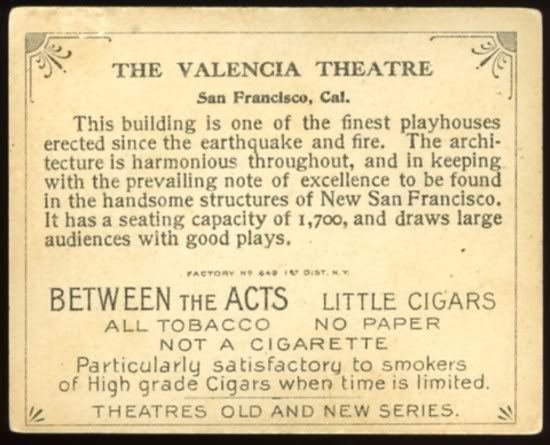 THE VALENCIA THEATRE
San Francisco, Cal.
This building is one of the finest playhouses
erected since the earthquake and fire. The archi-
tecture is harmonious throughout, and in keeping
with the prevailing note of excellence to be found
in the handsome structures of New San Francisco.
It has a seating capacity of 1,700, and draws large
audiences with good plays.
FACTORY Nº 649 1ST DIST. N.Y.
BETWEEN THE ACTS LITTLE CIGARS
ALL TOBACCO NO PAPER
NOT A CIGARETTE
Particularly satisfactory to smokers
of High grade Cigars when time is limited.
THEATRES OLD AND NEW SERIES.